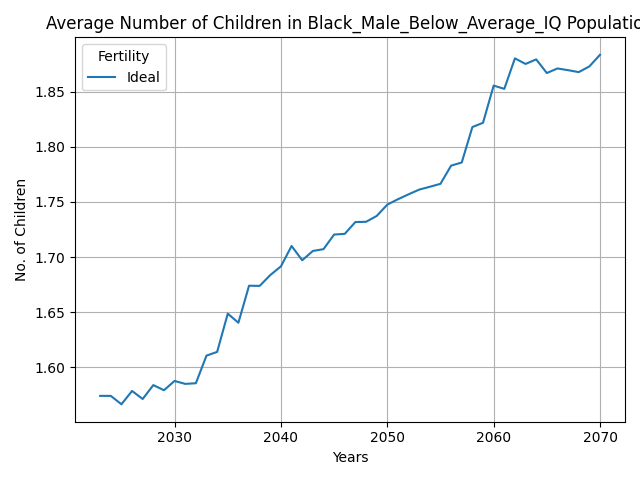 Average Number of Children in Black_Male_Below_Average_IQ Populatio
Fertility
Ideal
No. of Children
1.85
1.80
1.75
1.70
1.65
1.60
2030 2040 2050 2060 2070
Years